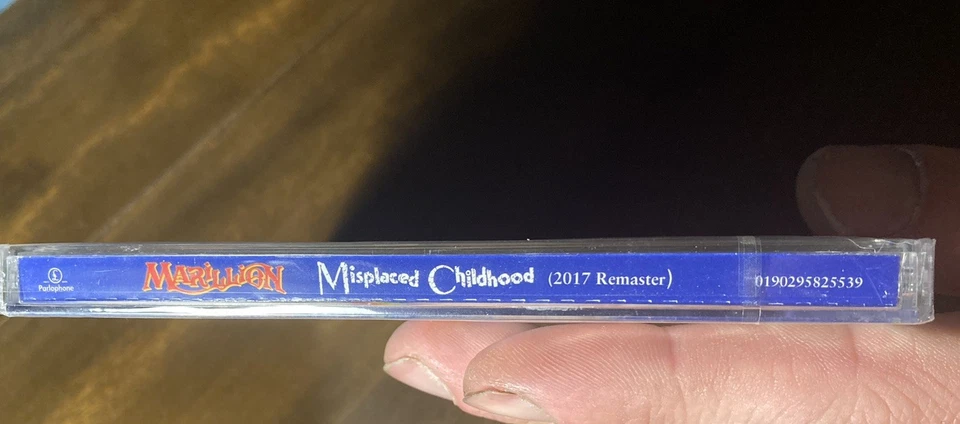 Parlophone MARILLION Misplaced Childhood (2017 Remaster) 0190295825539